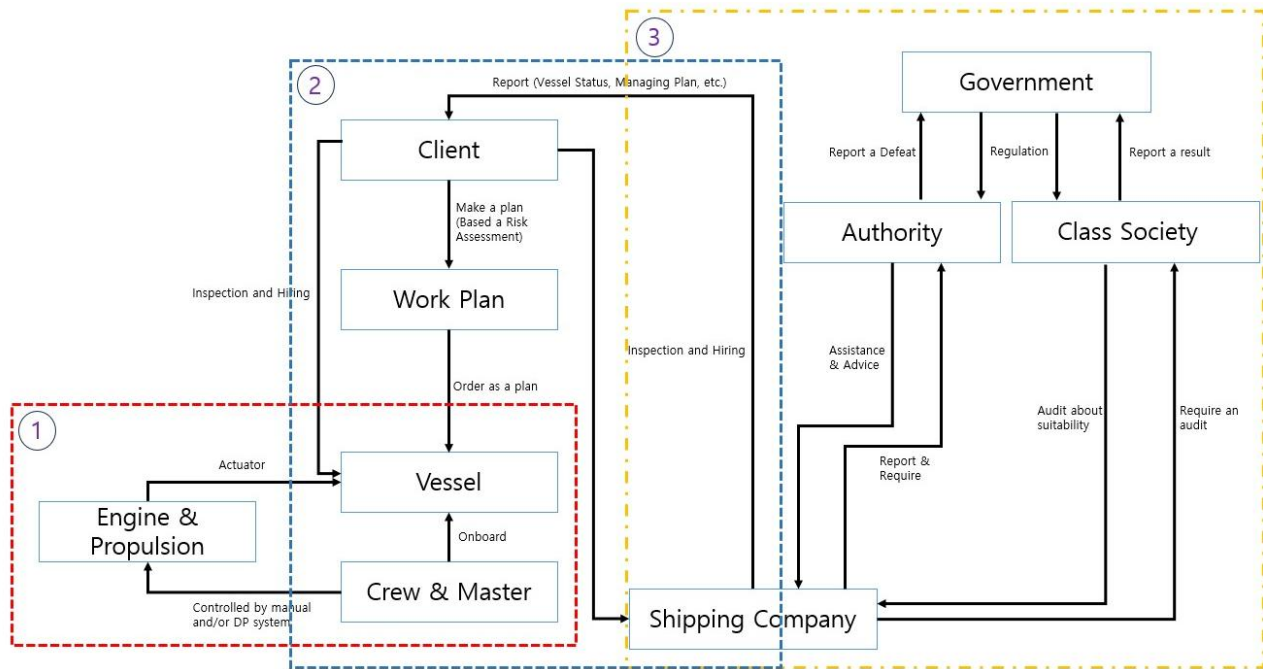 3
2
Report (Vessel Status, Managing Plan, etc.)
Government
Client
Report a Defeat
Regulation
Report a result
Make a plan
(Based a Risk
Assessment)
Authority
Class Society
Inspection and Hiring
Work Plan
Inspection and Hiring
Assistance
& Advice
Order as a plan
1
Audit about
suitability
Require an
audit
Actuator
Vessel
Report &
Require
Engine &
Propulsion
Onboard
Crew & Master
Controlled by manual
and/or DP system
Shipping Company